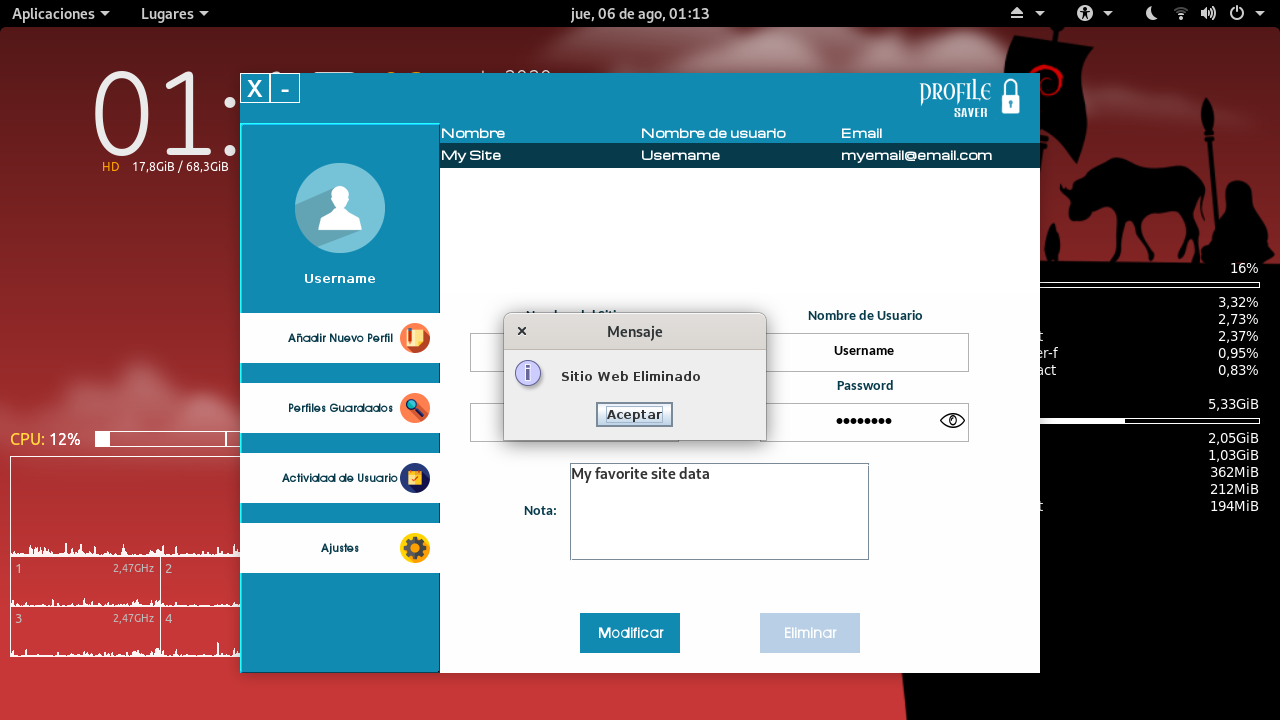 Aplicaciones Lugares jue, 06 de ago, 01:13
01:
HD 17,8GiB / 68,3GiB
X -
PROFILE
SAVER
Nombre Nombre de usuario Email
My Site Username myemail@email.com
Username
Añadir Nuevo Perfil
Perfiles Guardados
Actividad de Usuario
Ajustes
Nombre de Usuario
Username
Password
••••••••
Mensaje
Sitio Web Eliminado
Aceptar
Nota:
My favorite site data
Modificar Eliminar
CPU: 12%
1 2,47GHz 2
3 2,47GHz 4
16%
3,32%
2,73%
2,37%
er-f 0,95%
act 0,83%
5,33GiB
2,05GiB
1,03GiB
362MiB
212MiB
194MiB